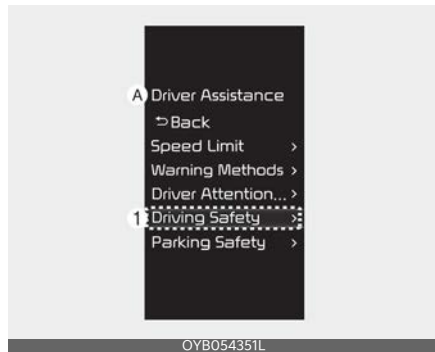 A Driver Assistance
⮌Back
Speed Limit >
Warning Methods >
Driver Attention... >
1 Driving Safety >
Parking Safety >
OYB054351L